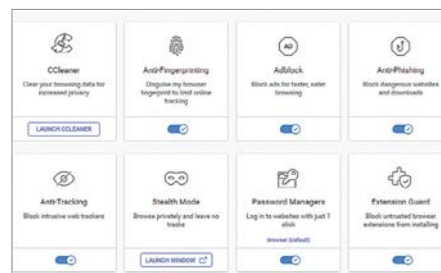 CCleaner
Clear your browsing data for
increased privacy
LAUNCH CCLEANER
Anti-Fingerprinting
Disguise my browser
fingerprint to limit online
tracking
Adblock
Block ads for faster, safer
browsing
Anti-Phishing
Block dangerous websites
and downloads
Anti-Tracking
Block intrusive web trackers
Stealth Mode
Browse privately and leave no
tracks
LAUNCH WINDOW
Password Managers
Log in to websites with just 1
click
Browser (Default)
Extension Guard
Block untrusted browser
extensions from installing